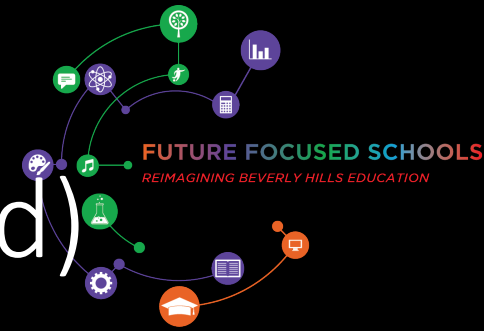 FUTURE FOCUSED SCHOOLS
REIMAGINING BEVERLY HILLS EDUCATION
d)